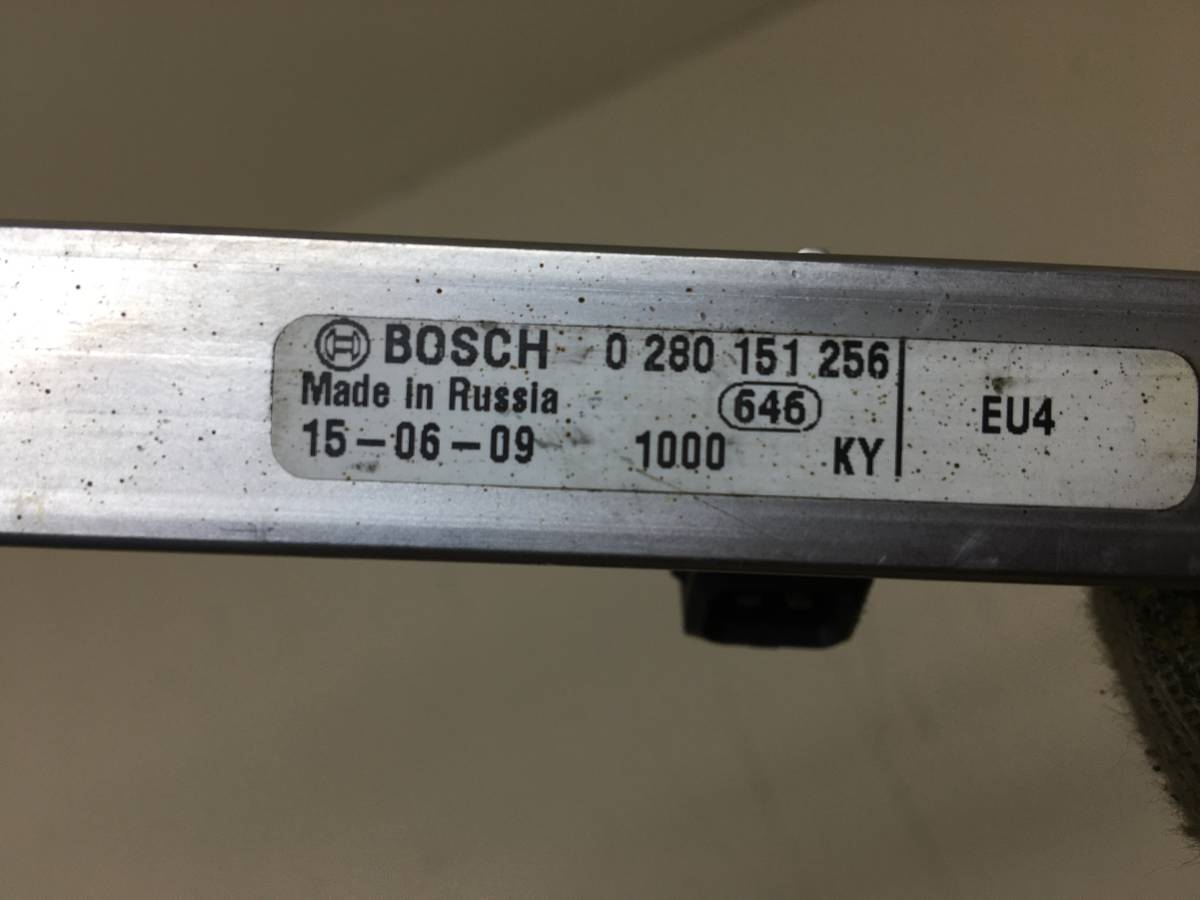 BOSCH 0 280 151 256
Made in Russia 646
15-06-09 1000 KY
EU4